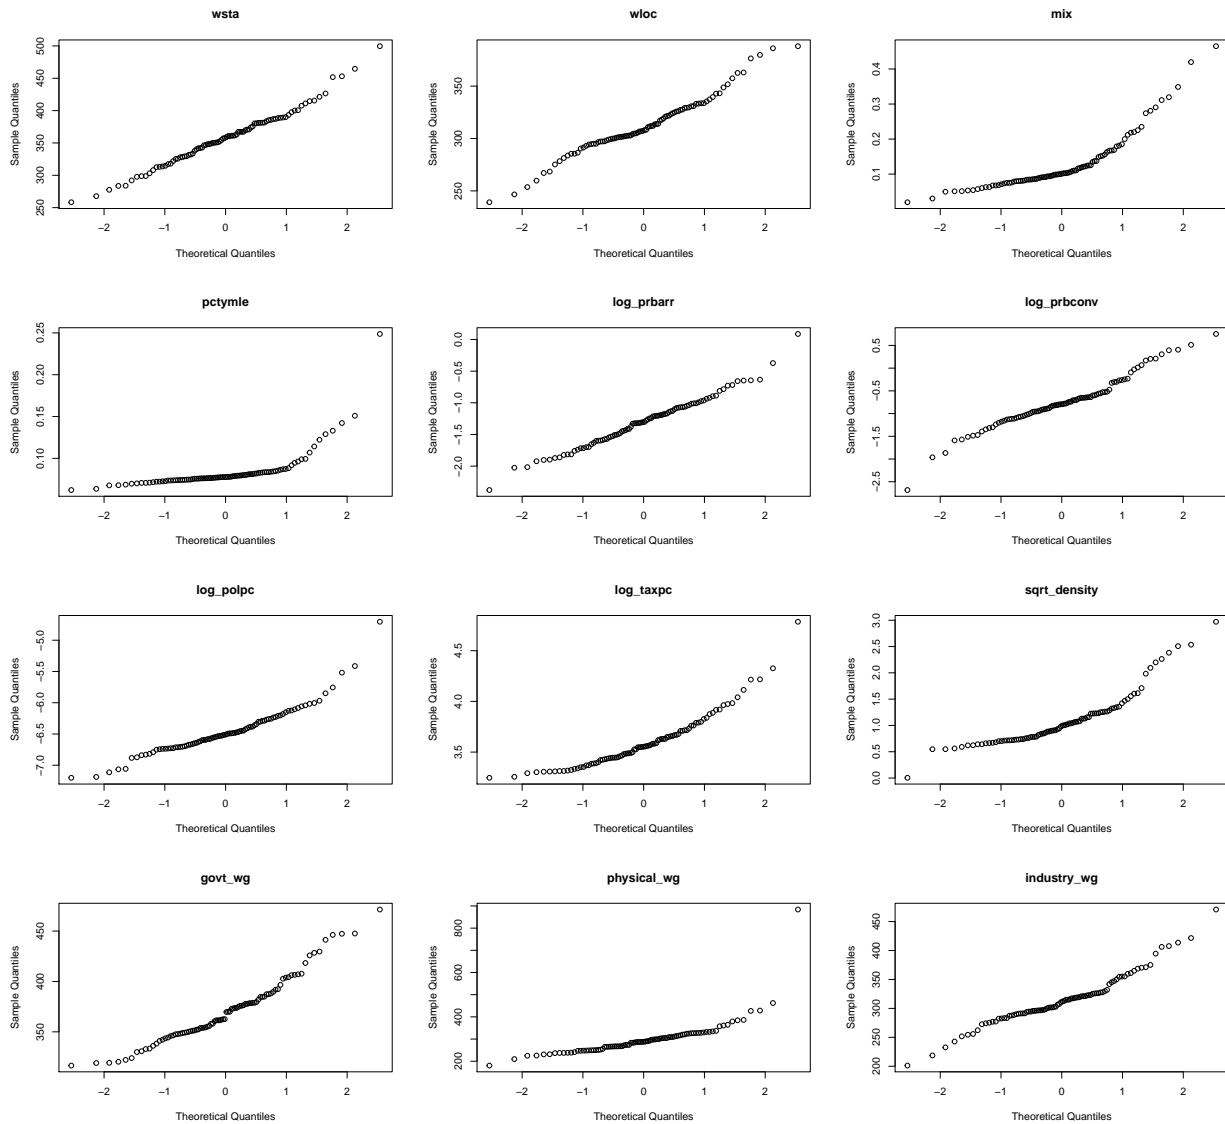 wsta
wloc
mix
Sample Quantiles
250 300 350 400 450 500
Sample Quantiles
250 300 350
Sample Quantiles
0.1 0.2 0.3 0.4
−2 −1 0 1 2
−2 −1 0 1 2
−2 −1 0 1 2
Theoretical Quantiles
Theoretical Quantiles
Theoretical Quantiles
pctymle
log_prbarr
log_prbconv
Sample Quantiles
0.10 0.15 0.20 0.25
Sample Quantiles
−2.0 −1.5 −1.0 −0.5 0.0
Sample Quantiles
−2.5 −1.5 −0.5 0.5
−2 −1 0 1 2
−2 −1 0 1 2
−2 −1 0 1 2
Theoretical Quantiles
Theoretical Quantiles
Theoretical Quantiles
log_polpc
log_taxpc
sqrt_density
Sample Quantiles
−7.0 −6.5 −6.0 −5.5 −5.0
Sample Quantiles
3.5 4.0 4.5
Sample Quantiles
0.0 0.5 1.0 1.5 2.0 2.5 3.0
−2 −1 0 1 2
−2 −1 0 1 2
−2 −1 0 1 2
Theoretical Quantiles
Theoretical Quantiles
Theoretical Quantiles
govt_wg
physical_wg
industry_wg
Sample Quantiles
350 400 450
Sample Quantiles
200 400 600 800
Sample Quantiles
200 250 300 350 400 450
−2 −1 0 1 2
−2 −1 0 1 2
−2 −1 0 1 2
Theoretical Quantiles
Theoretical Quantiles
Theoretical Quantiles